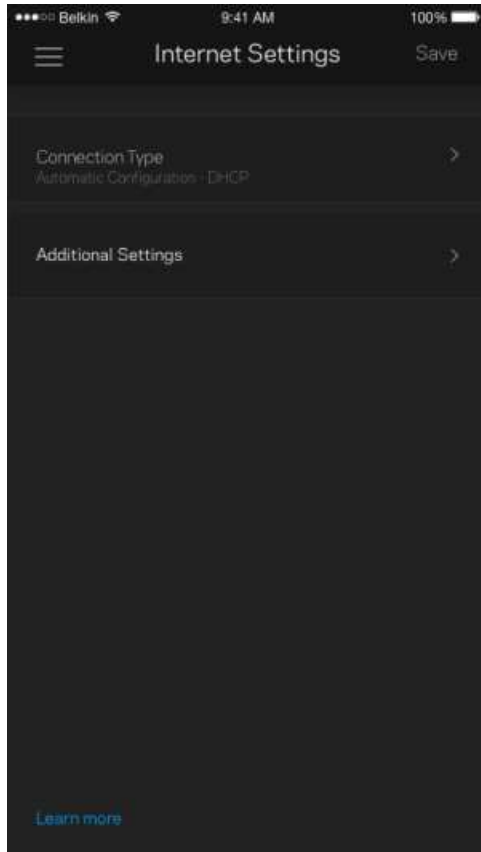 Belkin 9:41 AM 100%
Internet Settings Save
Connection Type
Automatic Configuration - DHCP
Additional Settings
Learn more